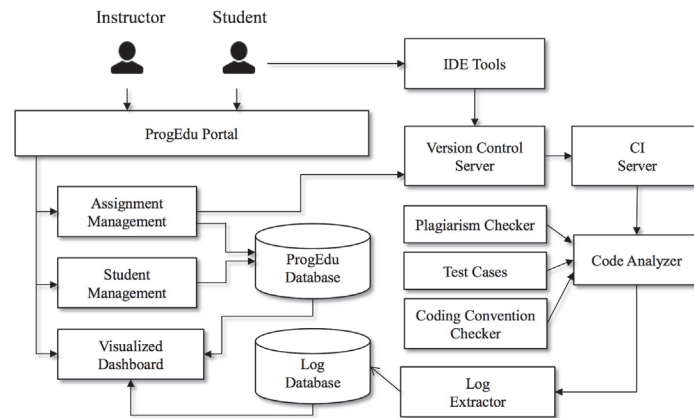 Instructor
Student
IDE Tools
ProgEdu Portal
Version Control
Server
CI
Server
Assignment
Management
Plagiarism Checker
ProgEdu
Database
Test Cases
Code Analyzer
Student
Management
Coding Convention
Checker
Visualized
Dashboard
Log
Database
Log
Extractor